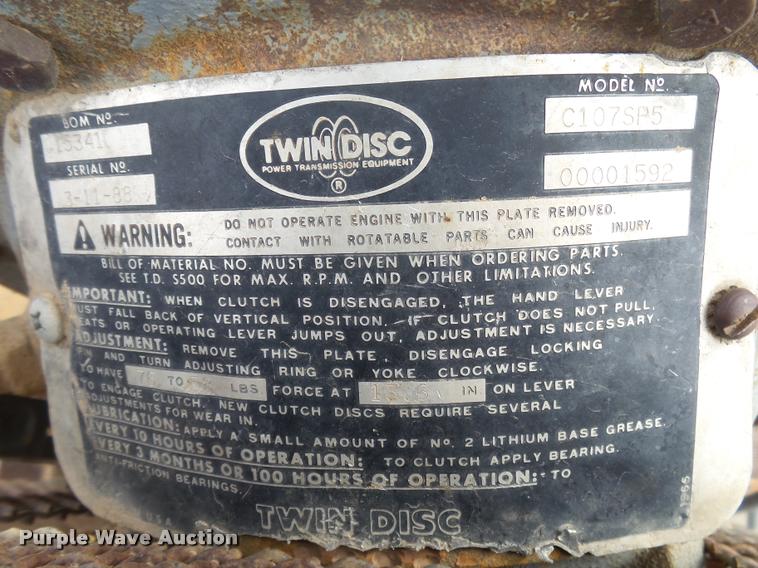 BOM No.
15341
MODEL No.
C107SP5
TWIN DISC
POWER TRANSMISSION EQUIPMENT
®
SERIAL No.
3-11-88
00001592
WARNING: DO NOT OPERATE ENGINE WITH THIS PLATE REMOVED.
CONTACT WITH ROTATABLE PARTS CAN CAUSE INJURY.
BILL OF MATERIAL NO. MUST BE GIVEN WHEN ORDERING PARTS.
SEE T.D. S500 FOR MAX. R.P.M. AND OTHER LIMITATIONS.
IMPORTANT: WHEN CLUTCH IS DISENGAGED, THE HAND LEVER
MUST FALL BACK OF VERTICAL POSITION. IF CLUTCH DOES NOT PULL,
HEATS OR OPERATING LEVER JUMPS OUT, ADJUSTMENT IS NECESSARY.
ADJUSTMENT: REMOVE THIS PLATE, DISENGAGE LOCKING
PIN AND TURN ADJUSTING RING OR YOKE CLOCKWISE.
TO HAVE TO LBS FORCE AT IN ON LEVER
TO ENGAGE CLUTCH. NEW CLUTCH DISCS REQUIRE SEVERAL
ADJUSTMENTS FOR WEAR IN.
LUBRICATION: APPLY A SMALL AMOUNT OF No. 2 LITHIUM BASE GREASE.
EVERY 10 HOURS OF OPERATION: TO CLUTCH APPLY BEARING.
EVERY 3 MONTHS OR 100 HOURS OF OPERATION: TO
ANTI-FRICTION BEARINGS.
TWIN DISC
Purple Wave Auction